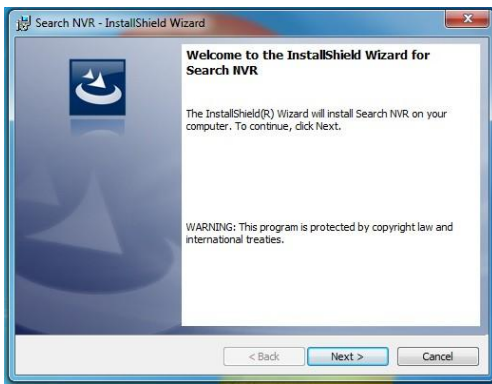 Search NVR - InstallShield Wizard
Welcome to the InstallShield Wizard for
Search NVR
The InstallShield(R) Wizard will install Search NVR on your
computer. To continue, click Next.
WARNING: This program is protected by copyright law and
international treaties.
< Back
Next >
Cancel